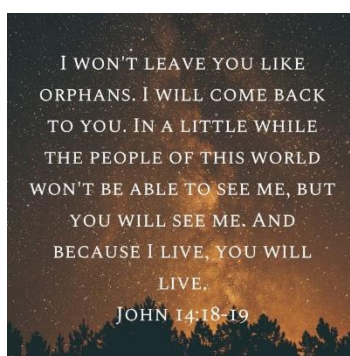 I won't leave you like
orphans. I will come back
to you. In a little while
the people of this world
won't be able to see me, but
you will see me. And
because I live, you will
live.
John 14:18-19